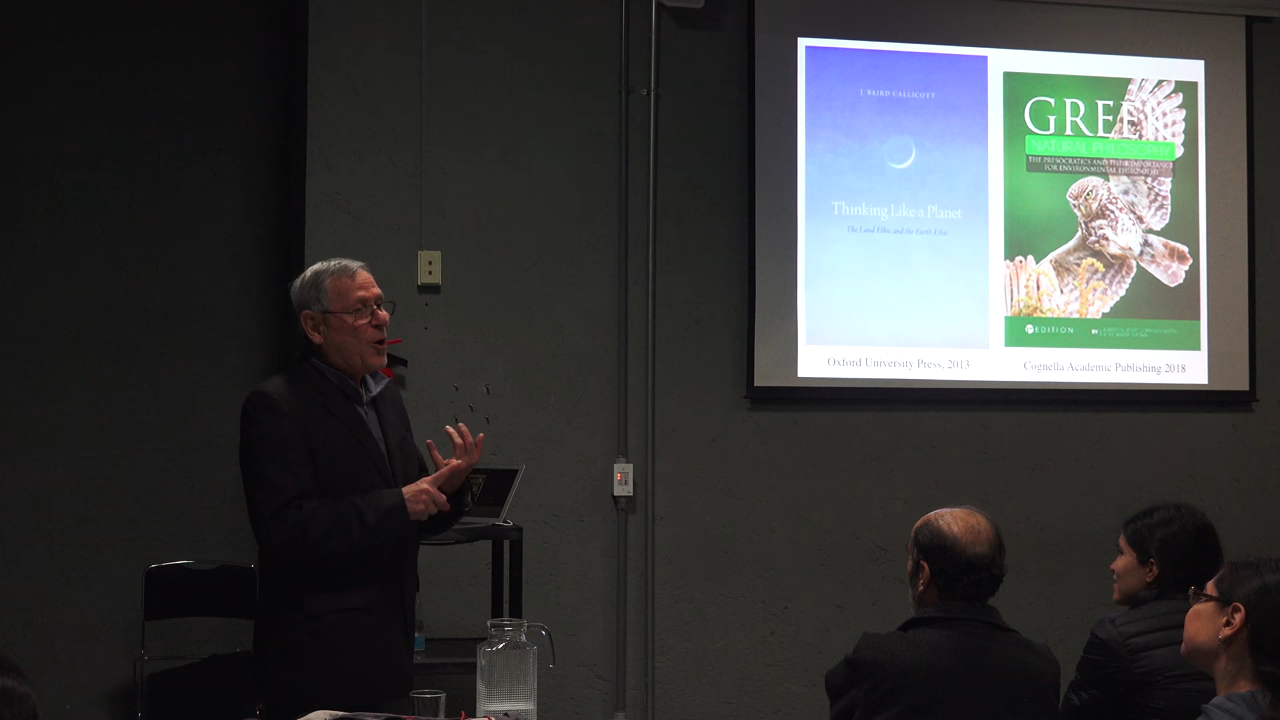 J. BAIRD CALLICOTT
Thinking Like a Planet
The Land Ethic and the Earth Ethic
Oxford University Press, 2013
GREEK
NATURAL PHILOSOPHY
THE PRESOCRATICS AND THEIR IMPORTANCE
FOR ENVIRONMENTAL PHILOSOPHY
EDITION
BY
Cognella Academic Publishing 2018